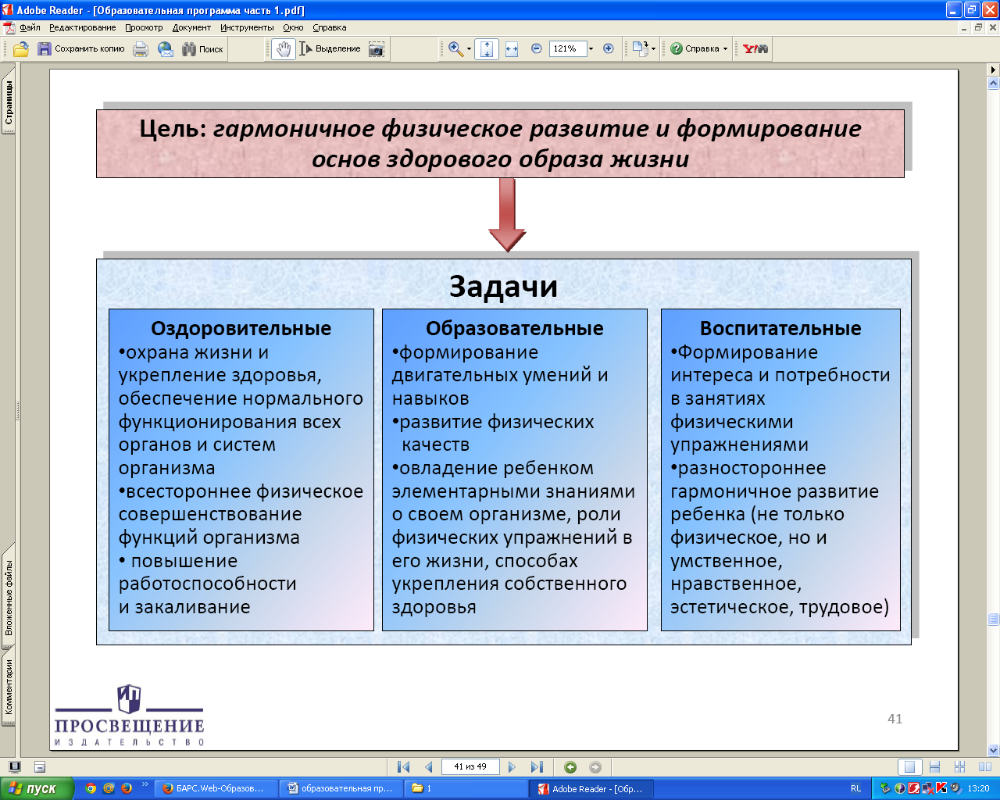 Adobe Reader - [Образовательная программа часть 1.pdf]
Файл Редактирование Просмотр Документ Инструменты Окно Справка
Сохранить копию Поиск Выделение 121% Справка Y!
Страницы
Цель: гармоничное физическое развитие и формирование
основ здорового образа жизни
Задачи
Оздоровительные
•охрана жизни и
укрепление здоровья,
обеспечение нормального
функционирования всех
органов и систем
организма
•всестороннее физическое
совершенствование
функций организма
• повышение
работоспособности
и закаливание
Образовательные
•формирование
двигательных умений и
навыков
•развитие физических
качеств
•овладение ребенком
элементарными знаниями
о своем организме, роли
физических упражнений в
его жизни, способах
укрепления собственного
здоровья
Воспитательные
•Формирование
интереса и потребности
в занятиях
физическими
упражнениями
•разностороннее
гармоничное развитие
ребенка (не только
физическое, но и
умственное,
нравственное,
эстетическое, трудовое)
Вложенные файлы
Комментарии
ИП
ПРОСВЕЩЕНИЕ
ИЗДАТЕЛЬСТВО
41
41 из 49
пуск БАРС.Web-Образов... образовательная пр... 1 Adobe Reader - [Обр... RL 13:20